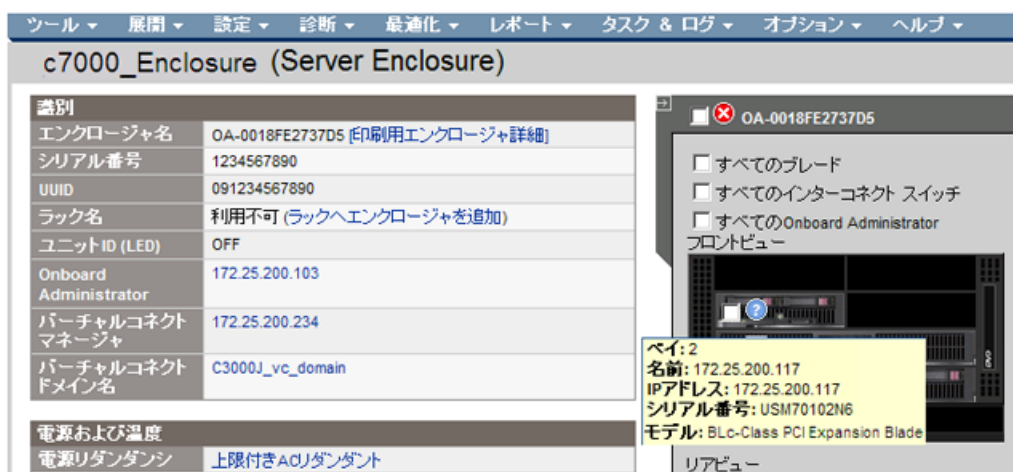 ツール 展開 設定 診断 最適化 レポート タスク & ログ オプション ヘルプ
c7000_Enclosure (Server Enclosure)
識別
エンクロージャ名 OA-0018FE2737D5 [印刷用エンクロージャ詳細]
シリアル番号 1234567890
UUID 091234567890
ラック名 利用不可 (ラックへエンクロージャを追加)
ユニットID (LED) OFF
Onboard
Administrator 172.25.200.103
バーチャルコネクト
マネージャ 172.25.200.234
バーチャルコネクト
ドメイン名 C3000J_vc_domain
電源および温度
電源リダンダンシ 上限付きACリダンダント
OA-0018FE2737D5
すべてのブレード
すべてのインターコネクト スイッチ
すべてのOnboard Administrator
フロントビュー
ベイ: 2
名前: 172.25.200.117
IPアドレス: 172.25.200.117
シリアル番号: USM70102N6
モデル: BLc-Class PCI Expansion Blade
リアビュー